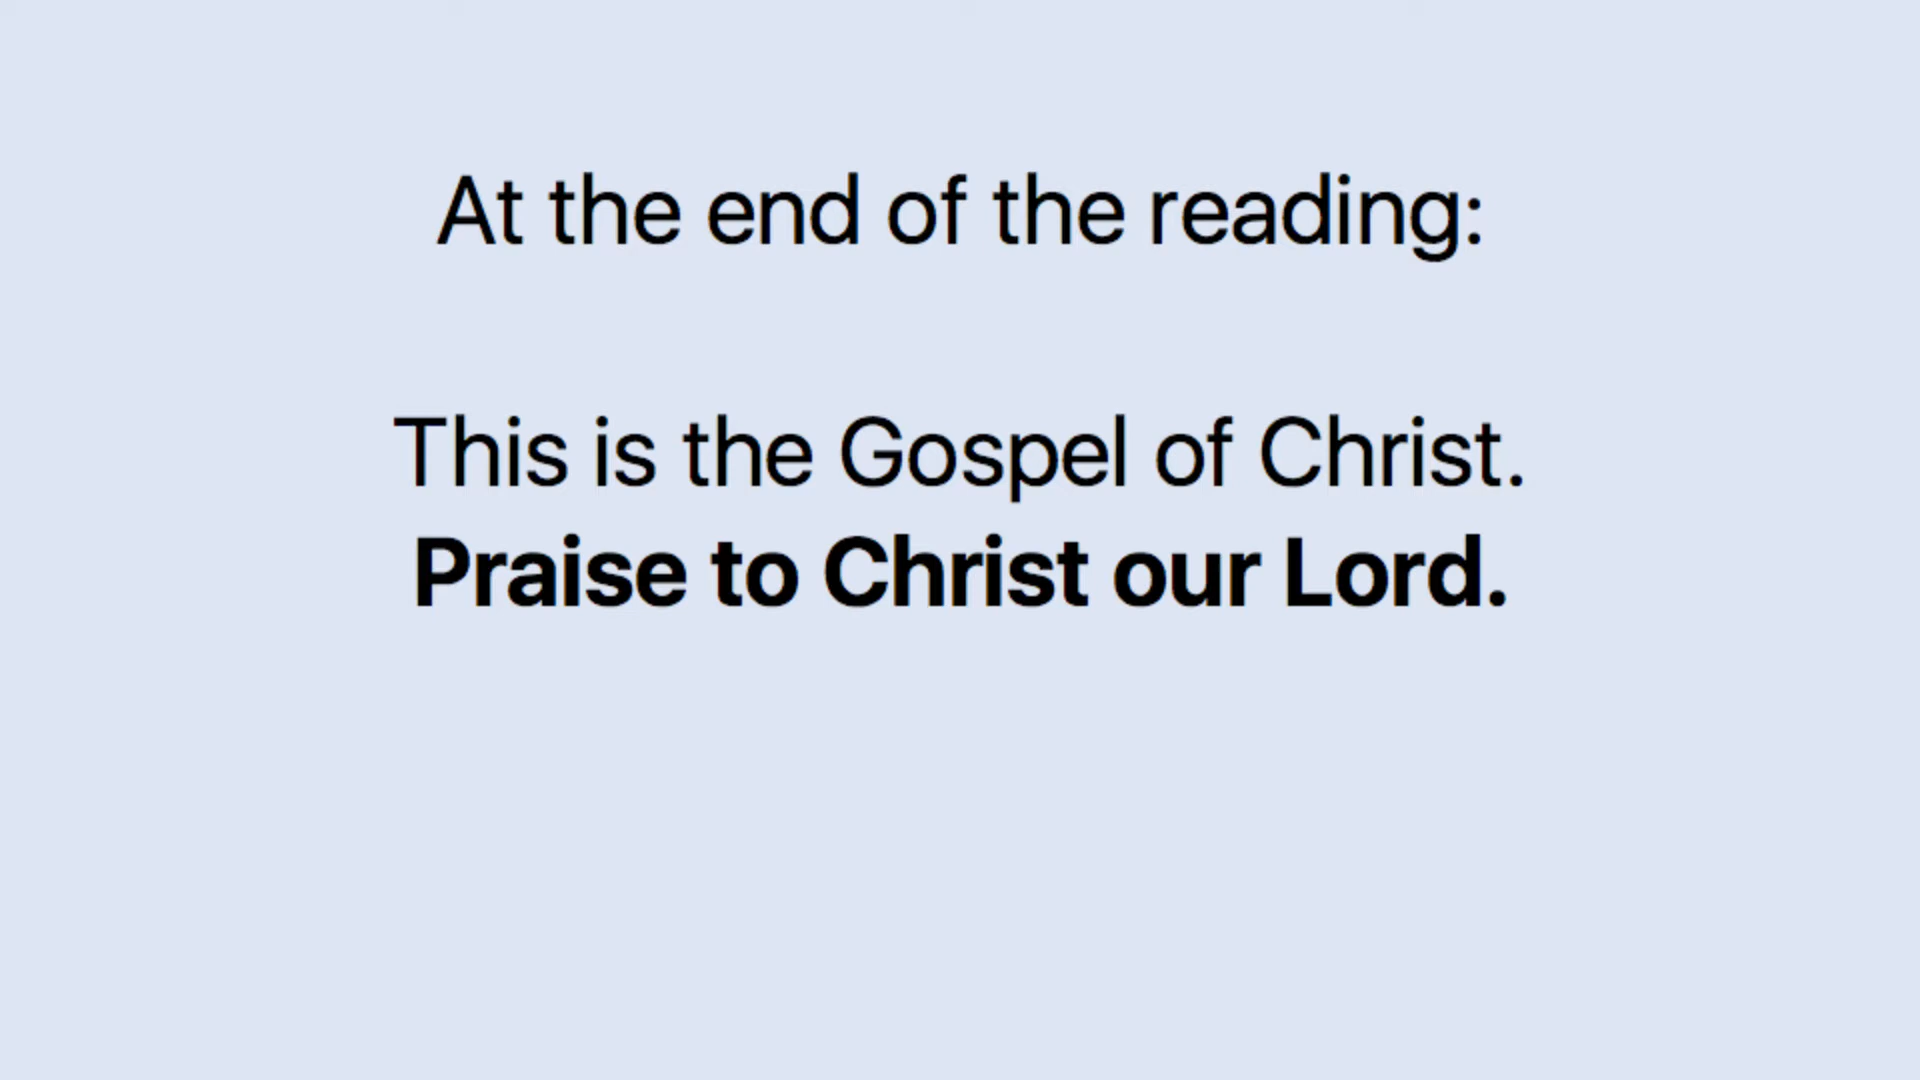 At the end of the reading:
This is the Gospel of Christ.
Praise to Christ our Lord.